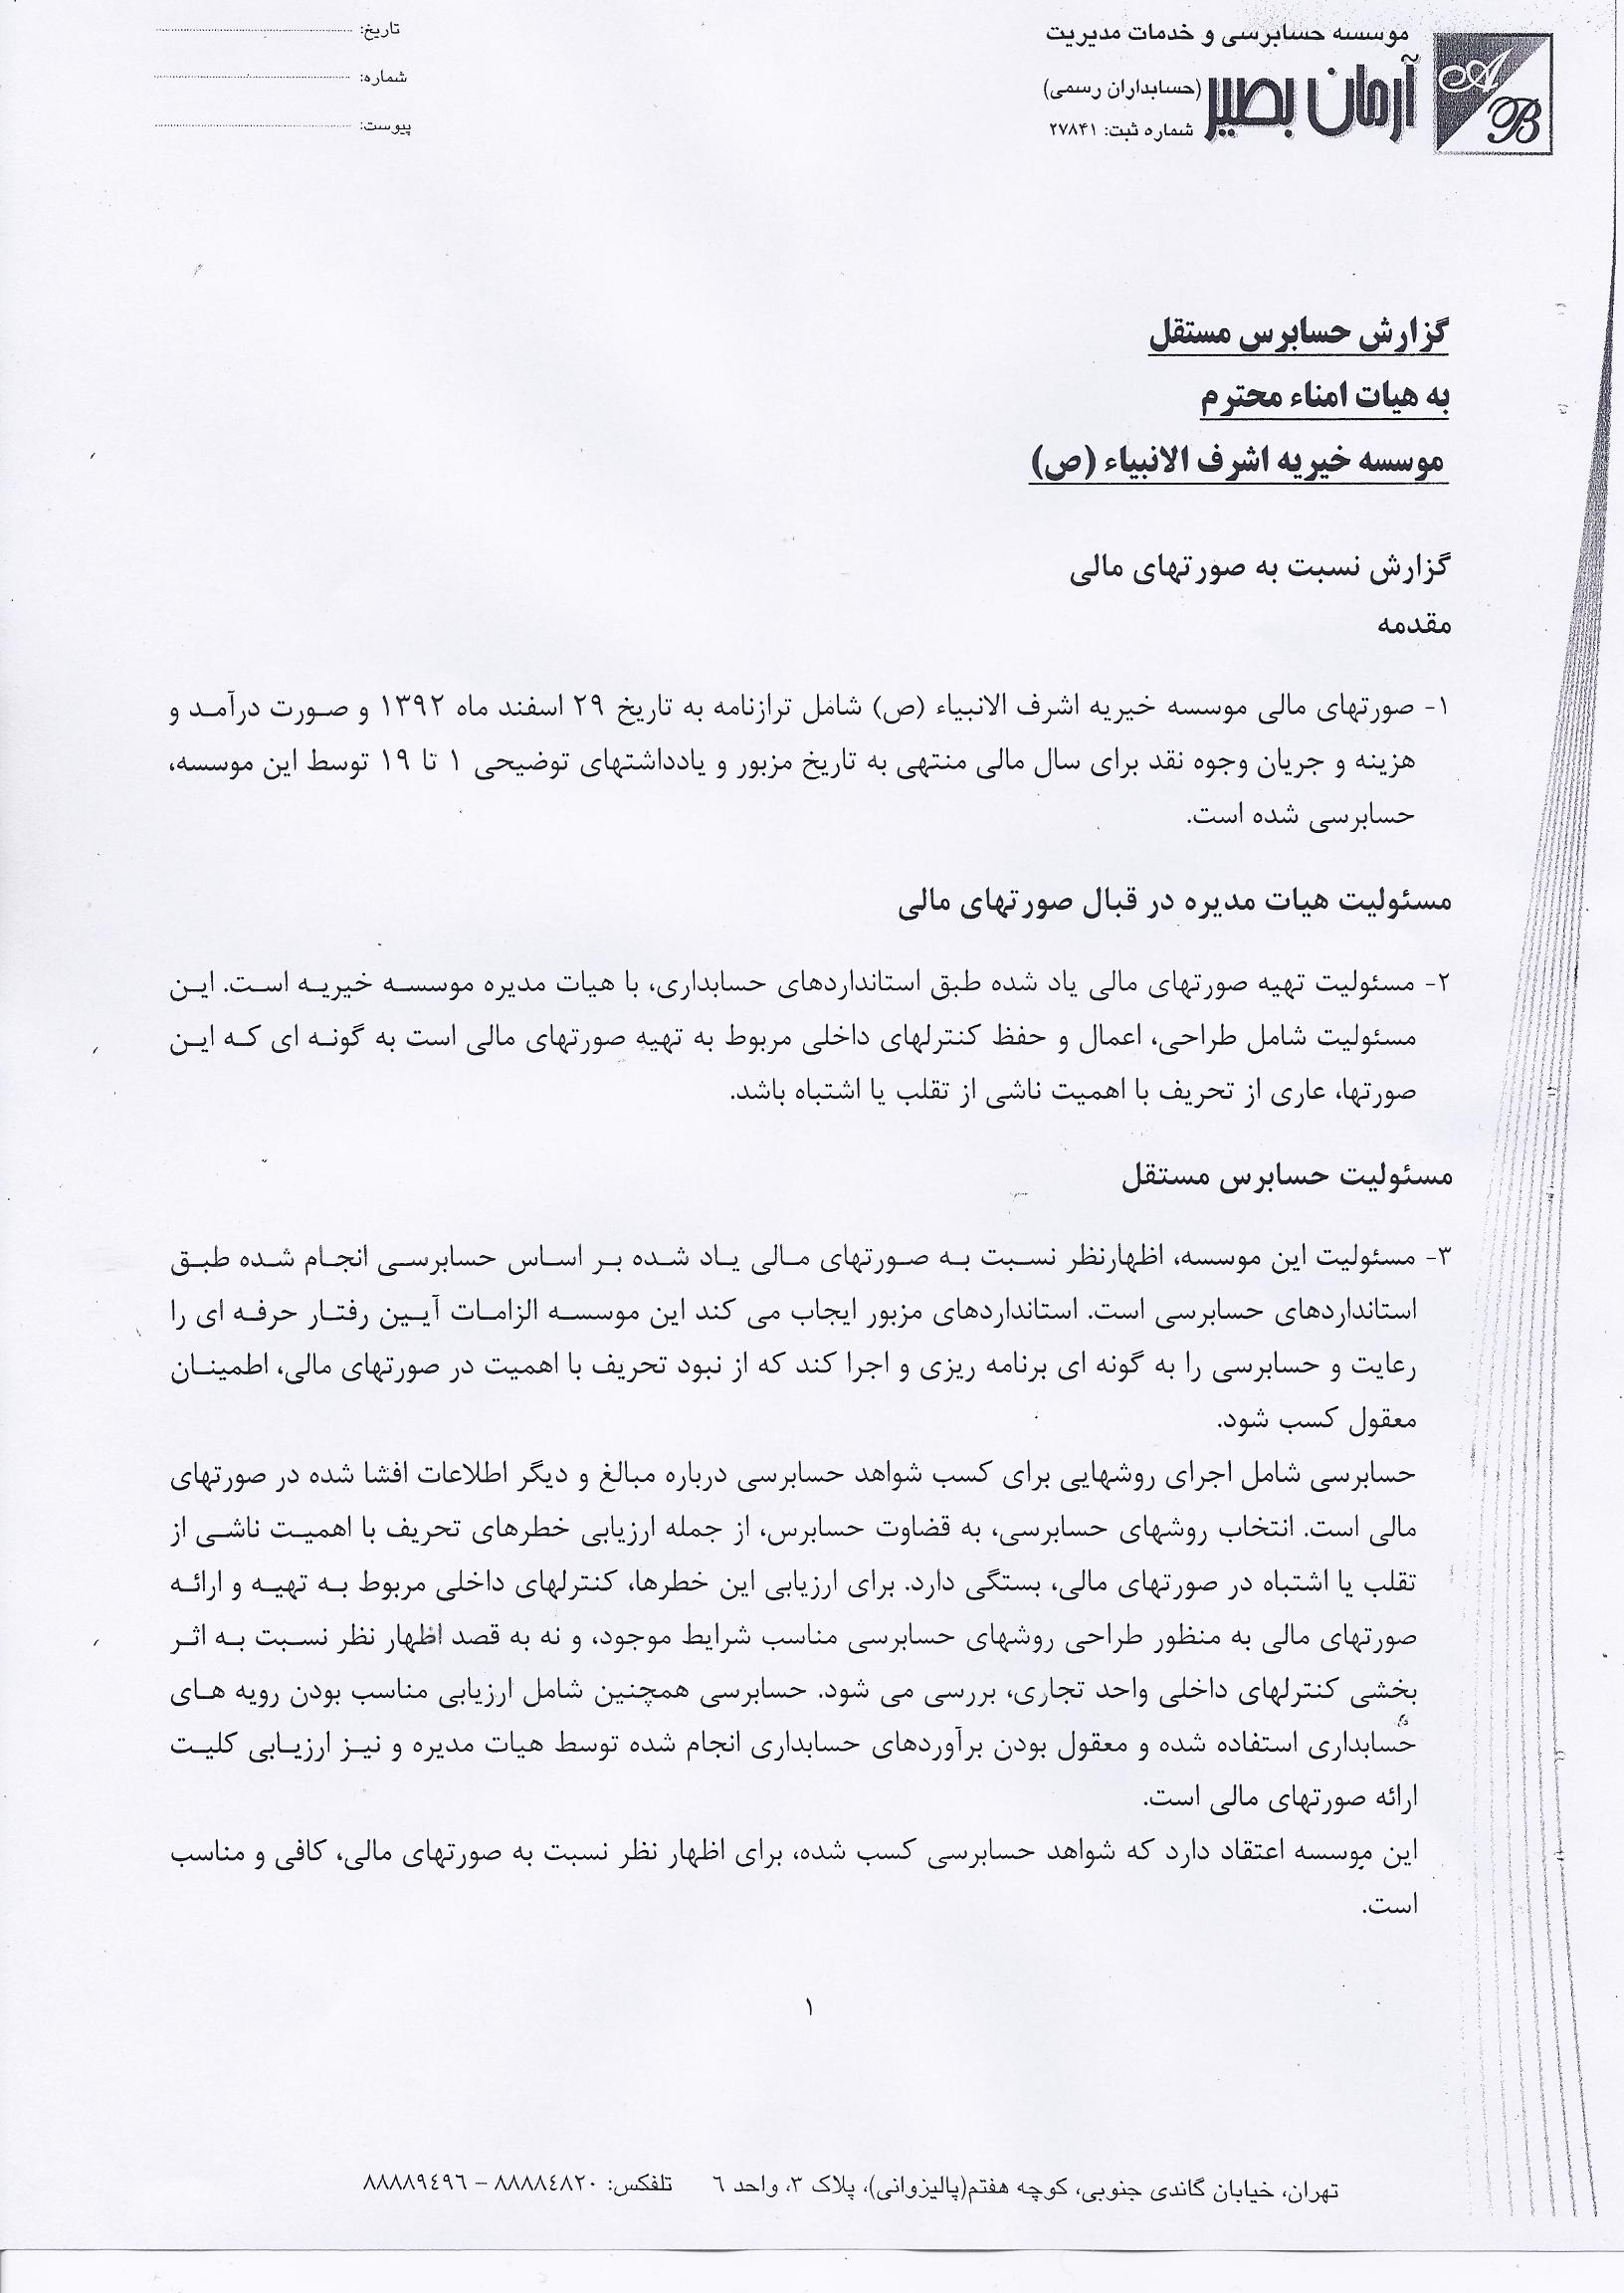 موسسه حسابرسی و خدمات مدیریت
آرمان بصیر
(حسابداران رسمی)
شماره ثبت: ۲۷۸۴۱
AB
تاریخ:
شماره:
پیوست:
گزارش حسابرس مستقل
به هیات امناء محترم
موسسه خیریه اشرف الانبیاء (ص)
گزارش نسبت به صورتهای مالی
مقدمه
۱- صورتهای مالی موسسه خیریه اشرف الانبیاء (ص) شامل ترازنامه به تاریخ ۲۹ اسفند ماه ۱۳۹۲ و صورت درآمد و
هزینه و جریان وجوه نقد برای سال مالی منتهی به تاریخ مزبور و یادداشتهای توضیحی ۱ تا ۱۹ توسط این موسسه،
حسابرسی شده است.
مسئولیت هیات مدیره در قبال صورتهای مالی
۲- مسئولیت تهیه صورتهای مالی یاد شده طبق استانداردهای حسابداری، با هیات مدیره موسسه خیریه است. این
مسئولیت شامل طراحی، اعمال و حفظ کنترلهای داخلی مربوط به تهیه صورتهای مالی است به گونه ای که این
صورتها، عاری از تحریف با اهمیت ناشی از تقلب یا اشتباه باشد.
مسئولیت حسابرس مستقل
۳- مسئولیت این موسسه، اظهارنظر نسبت به صورتهای مالی یاد شده بر اساس حسابرسی انجام شده طبق
استانداردهای حسابرسی است. استانداردهای مزبور ایجاب می کند این موسسه الزامات آیین رفتار حرفه ای را
رعایت و حسابرسی را به گونه ای برنامه ریزی و اجرا کند که از نبود تحریف با اهمیت در صورتهای مالی، اطمینان
معقول کسب شود.
حسابرسی شامل اجرای روشهایی برای کسب شواهد حسابرسی درباره مبالغ و دیگر اطلاعات افشا شده در صورتهای
مالی است. انتخاب روشهای حسابرسی، به قضاوت حسابرس، از جمله ارزیابی خطرهای تحریف با اهمیت ناشی از
تقلب یا اشتباه در صورتهای مالی، بستگی دارد. برای ارزیابی این خطرها، کنترلهای داخلی مربوط به تهیه و ارائه
صورتهای مالی به منظور طراحی روشهای حسابرسی مناسب شرایط موجود، و نه به قصد اظهار نظر نسبت به اثر
بخشی کنترلهای داخلی واحد تجاری، بررسی می شود. حسابرسی همچنین شامل ارزیابی مناسب بودن رویه های
حسابداری استفاده شده و معقول بودن برآوردهای حسابداری انجام شده توسط هیات مدیره و نیز ارزیابی کلیت
ارائه صورتهای مالی است.
این موسسه اعتقاد دارد که شواهد حسابرسی کسب شده، برای اظهار نظر نسبت به صورتهای مالی، کافی و مناسب
است.
۱
تهران، خیابان گاندی جنوبی، کوچه هفتم(پالیزوانی)، پلاک ۳، واحد ٦ تلفکس: ۸۸۸۸٤۸۲۰ – ۸۸۸۸۹٤۹٦